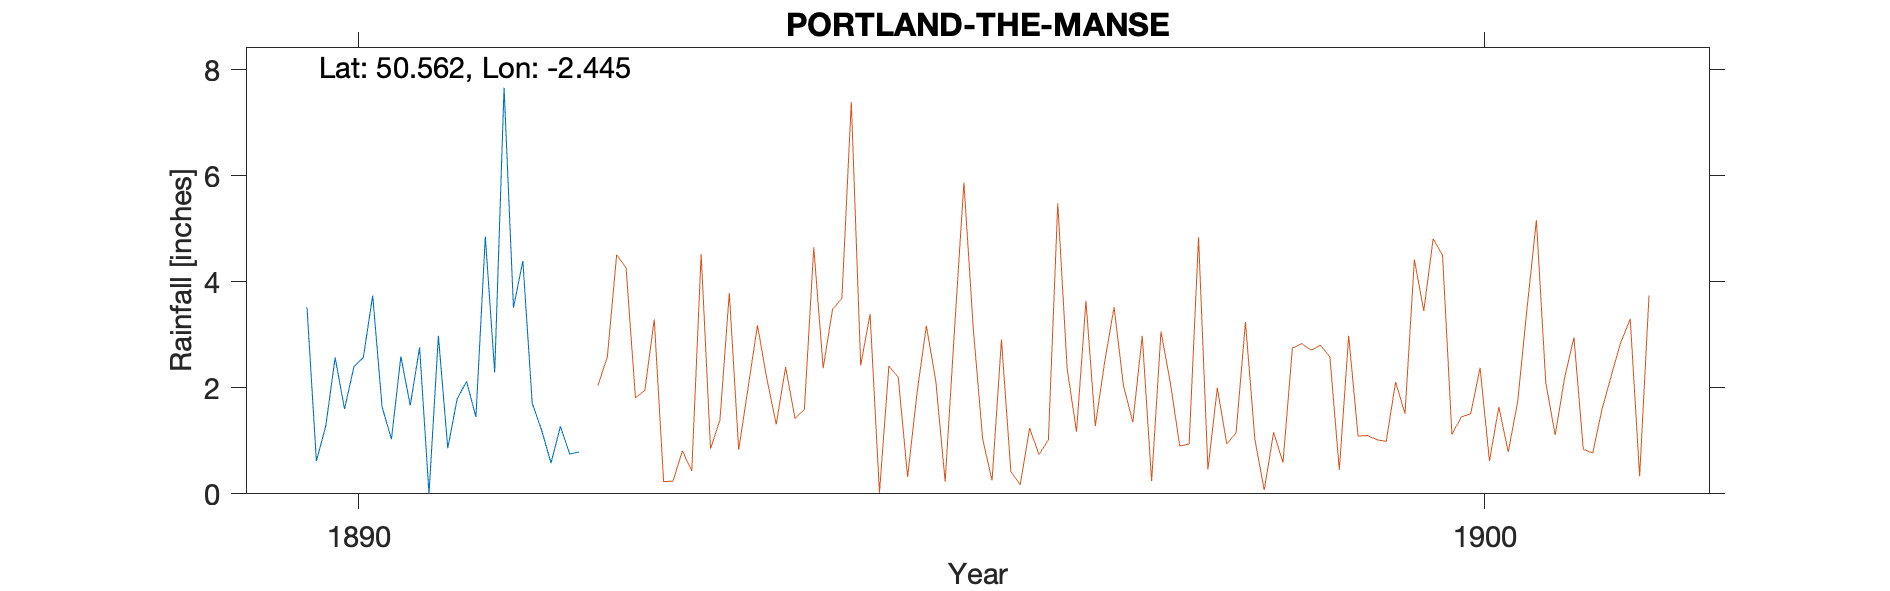 PORTLAND-THE-MANSE
Lat: 50.562, Lon: -2.445
8
6
4
2
0
Rainfall [inches]
1890
1900
Year